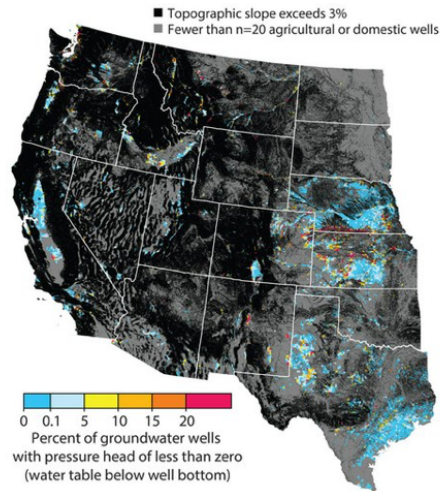 Topographic slope exceeds 3%
Fewer than n=20 agricultural or domestic wells
0 0.1 5 10 15 20
Percent of groundwater wells
with pressure head of less than zero
(water table below well bottom)